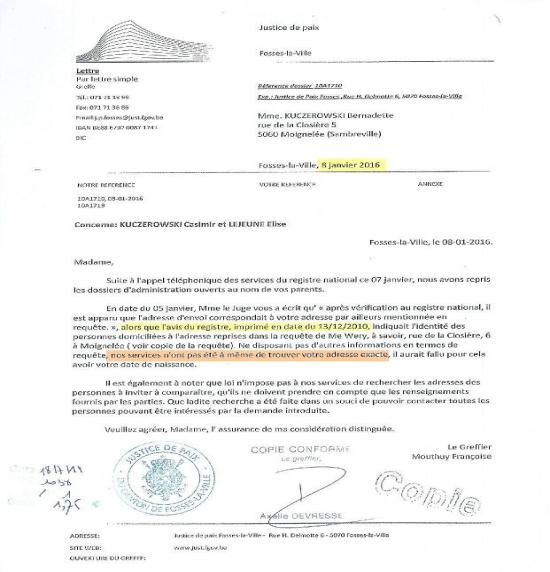 Justice de paix
Fosses-la-Ville
Lettre
Par lettre simple
Greffe
Tél.: 071 71
Fax: 071 71 36 86
Référence dossier 10A1710
Exp.: Justice de Paix Fosses, Rue H. Delmotte 6, 5070 Fosses-la-Ville
Mme. KUCZEROWSKI Bernadette
rue de la Closière 5
5060 Moignelée (Sambreville)
Fosses-la-Ville, 8 janvier 2016
NOTRE REFERENCE VOTRE REFERENCE ANNEXE
10A1710, 08-01-2016
10A1719
Concerne: KUCZEROWSKI Casimir et LEJEUNE Elise
Fosses-la-Ville, le 08-01-2016.
Madame,
Suite à l'appel téléphonique des services du registre national ce 07 janvier, nous avons repris
les dossiers d'administration ouverts au nom de vos parents.
En date du 05 janvier, Mme le Juge vous a écrit qu' « après vérification au registre national, il
est apparu que l'adresse d'envoi correspondait à votre adresse par ailleurs mentionnée en
requête. », alors que l'avis du registre, imprimé en date du 13/12/2010, indiquait l'identité des
personnes domiciliées à l'adresse reprises dans la requête de Me Wery, à savoir, rue de la Closière, 6
à Moignelée ( voir copie de la requête). Ne disposant pas d'autres informations en termes de
requête, nos services n'ont pas été à même de trouver votre adresse exacte, il aurait fallu pour cela
avoir votre date de naissance.
Il est également à noter que loi n'impose pas à nos services de rechercher les adresses des
personnes à inviter à comparaître, qu'ils ne doivent prendre en compte que les renseignements
fournis par les parties. Que ladite recherche a été faite dans un souci de pouvoir contacter toutes les
personnes pouvant être intéressées par la demande introduite.
Veuillez agréer, Madame, l' assurance de ma considération distinguée.
Le Greffier
Mouthuy Françoise
JUSTICE DE PAIX
DU CANTON DE FOSSES-LA-VILLE
COPIE CONFORME
Le greffier,
Copie
Axelle DEVRESSE
ADRESSE: Justice de paix Fosses-la-Ville - Rue H. Delmotte 6 - 5070 Fosses-la-Ville
SITE WEB: www.just.fgov.be
OUVERTURE DU GREFFE: